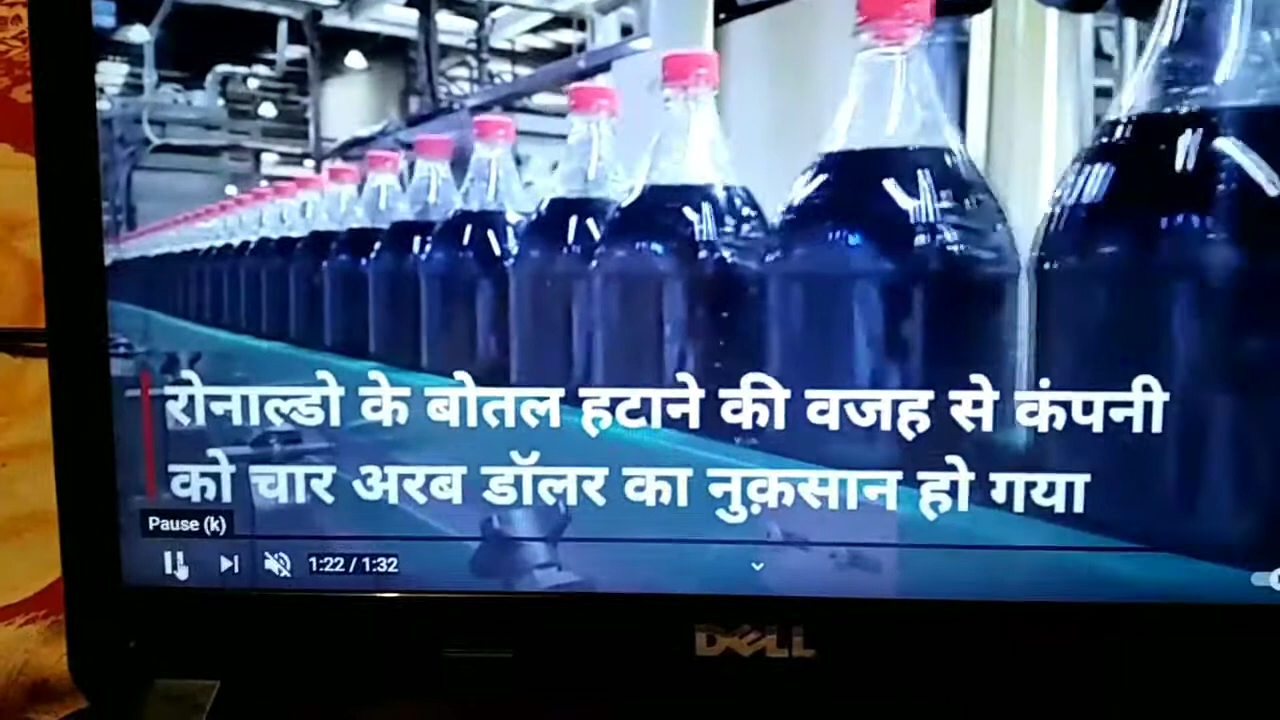 रोनाल्डो के बोतल हटाने की वजह से कंपनी
को चार अरब डॉलर का नुक़सान हो गया
Pause (k)
1:22 / 1:32
DELL